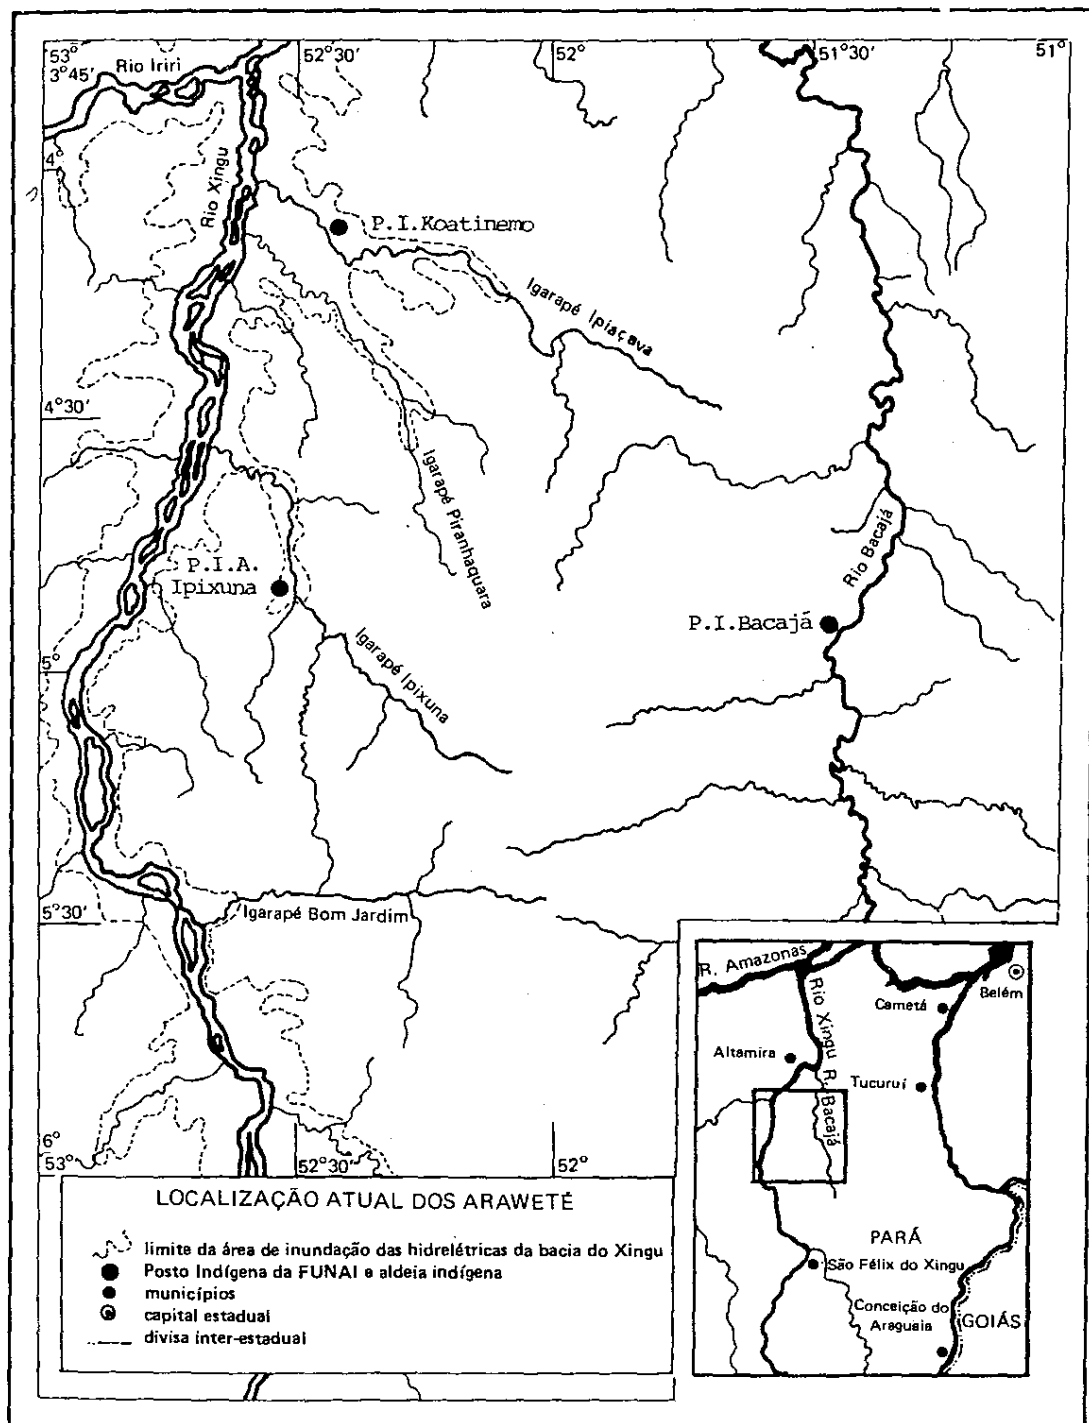 53°
3°45'
Rio Iriri
52°30'
52°
51°30'
51°
4°
Rio Xingu
P.I.Koatinemo
Igarapé Ipiaçava
4°30'
Igarapé Piranhaquara
Rio Bacajá
P.I.A.
Ipixuna
P.I.Bacajá
5°
Igarapé Ipixuna
5°30'
Igarapé Bom Jardim
6°
53°
52°30'
52°
R. Amazonas
Rio Xingu
Cametá
Belém
Altamira
Tucuruí
R. Bacajá
PARÁ
São Félix do Xingu
Conceição do
Araguaia
GOIÁS
LOCALIZAÇÃO ATUAL DOS ARAWETÉ
limite da área de inundação das hidrelétricas da bacia do Xingu
Posto Indígena da FUNAI e aldeia indígena
municípios
capital estadual
divisa inter-estadual